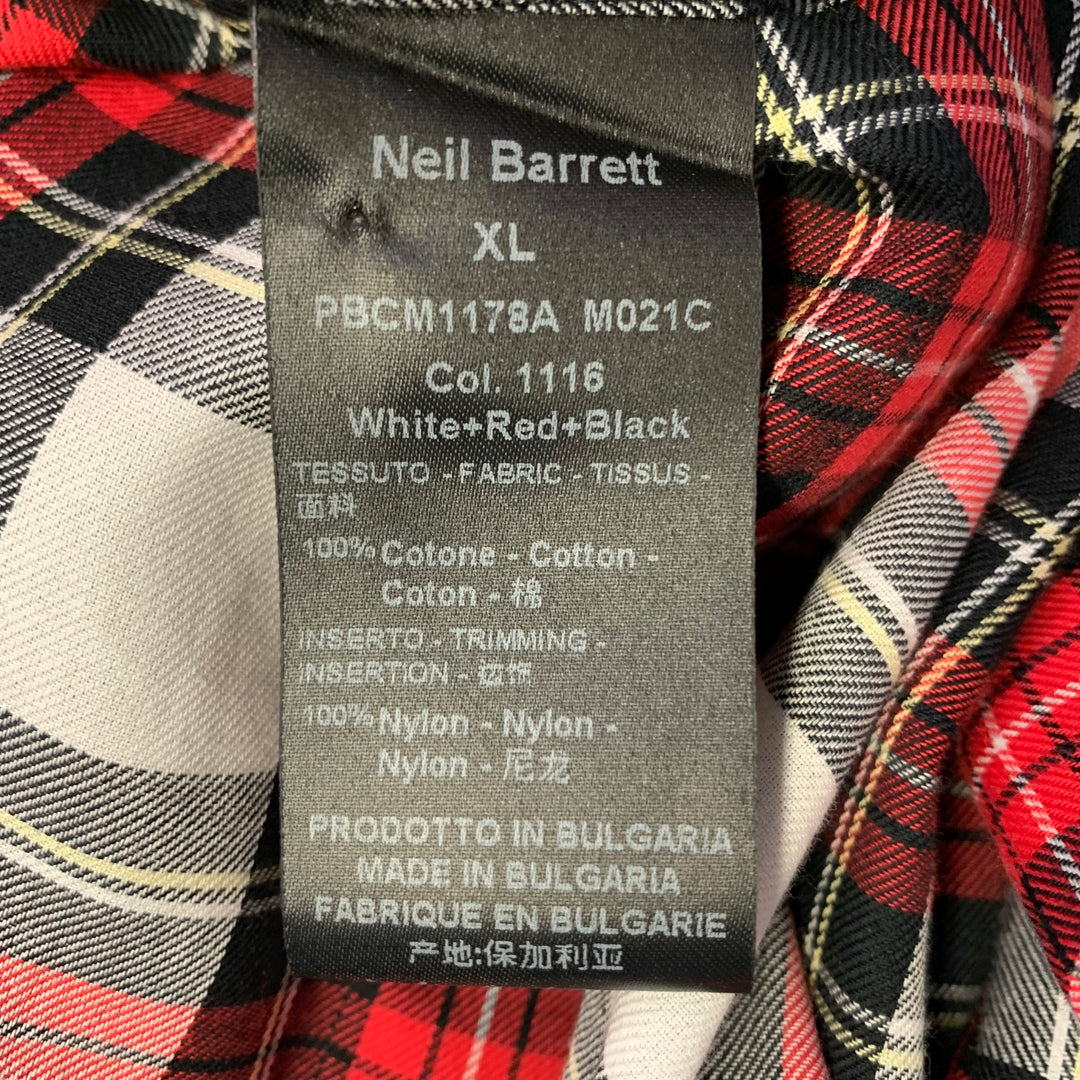 Neil Barrett
XL
PBCM1178A M021C
Col. 1116
White+Red+Black
TESSUTO - FABRIC - TISSUS -
面料
100% Cotone - Cotton -
Coton - 棉
INSERTO - TRIMMING -
INSERTION - 边饰
100% Nylon - Nylon -
Nylon - 尼龙
PRODOTTO IN BULGARIA
MADE IN BULGARIA
FABRIQUE EN BULGARIE
产地:保加利亚